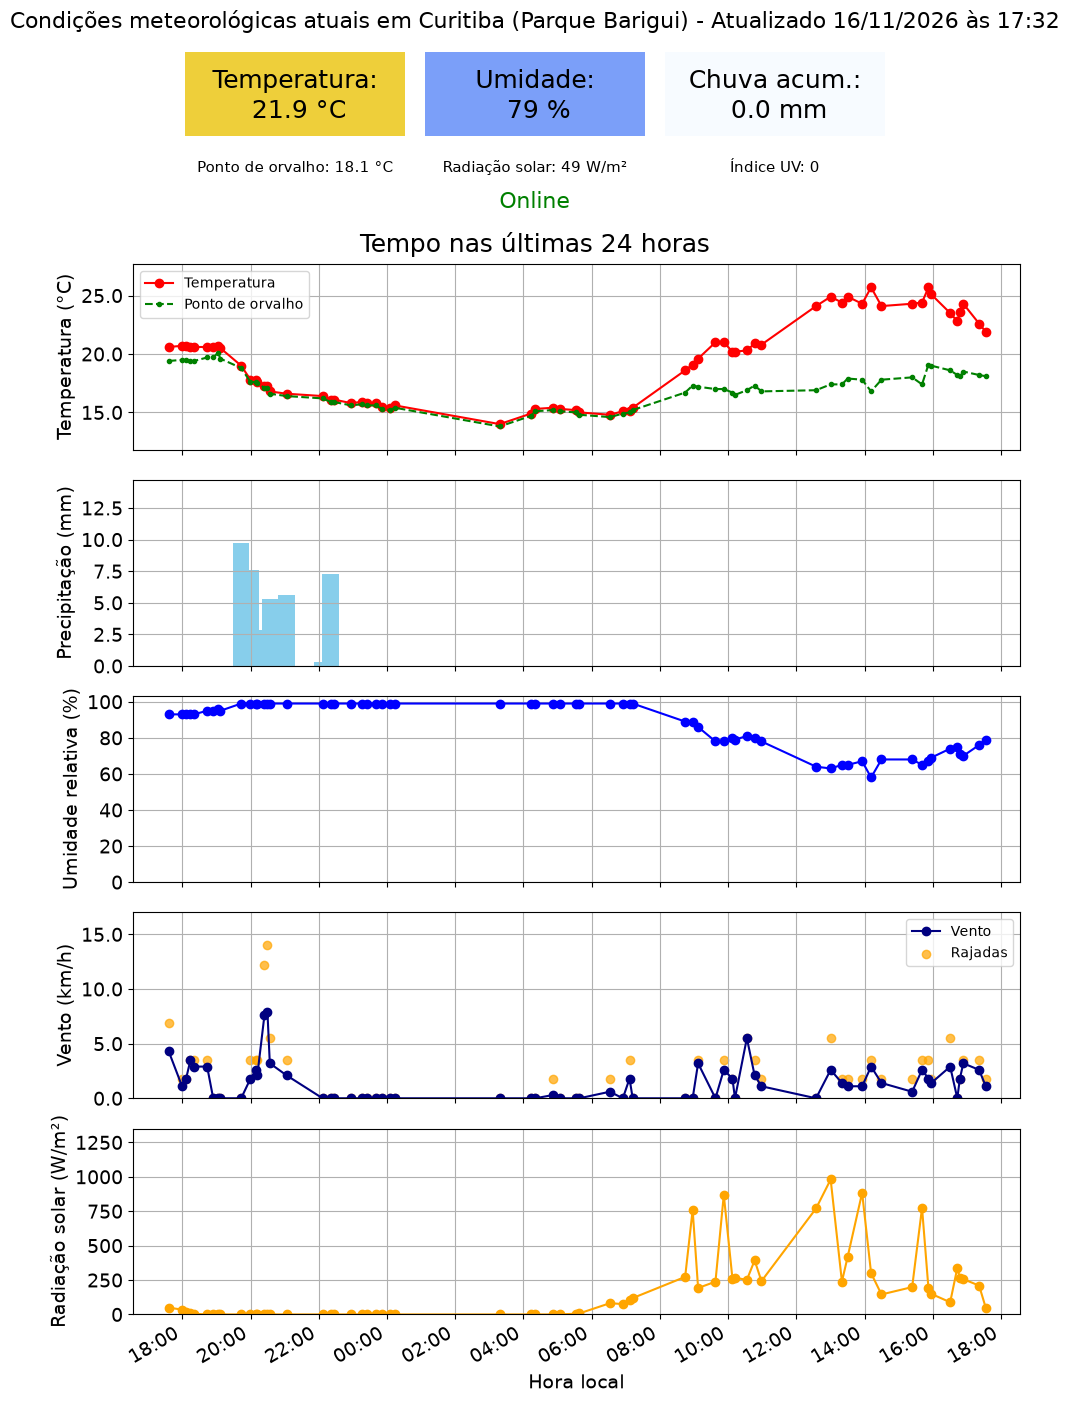 Condições meteorológicas atuais em Curitiba (Parque Barigui) - Atualizado 16/11/2026 às 17:32
Temperatura:
21.9 °C
Umidade:
79 %
Chuva acum.:
0.0 mm
Ponto de orvalho: 18.1 °C
Radiação solar: 49 W/m²
Índice UV: 0
Online
Tempo nas últimas 24 horas
Temperatura (°C)
25.0
20.0
15.0
Temperatura
Ponto de orvalho
Precipitação (mm)
12.5
10.0
7.5
5.0
2.5
0.0
Umidade relativa (%)
100
80
60
40
20
0
Vento (km/h)
15.0
10.0
5.0
0.0
Vento
Rajadas
Radiação solar (W/m²)
1250
1000
750
500
250
0
18:00
20:00
22:00
00:00
02:00
04:00
06:00
08:00
10:00
12:00
14:00
16:00
18:00
Hora local